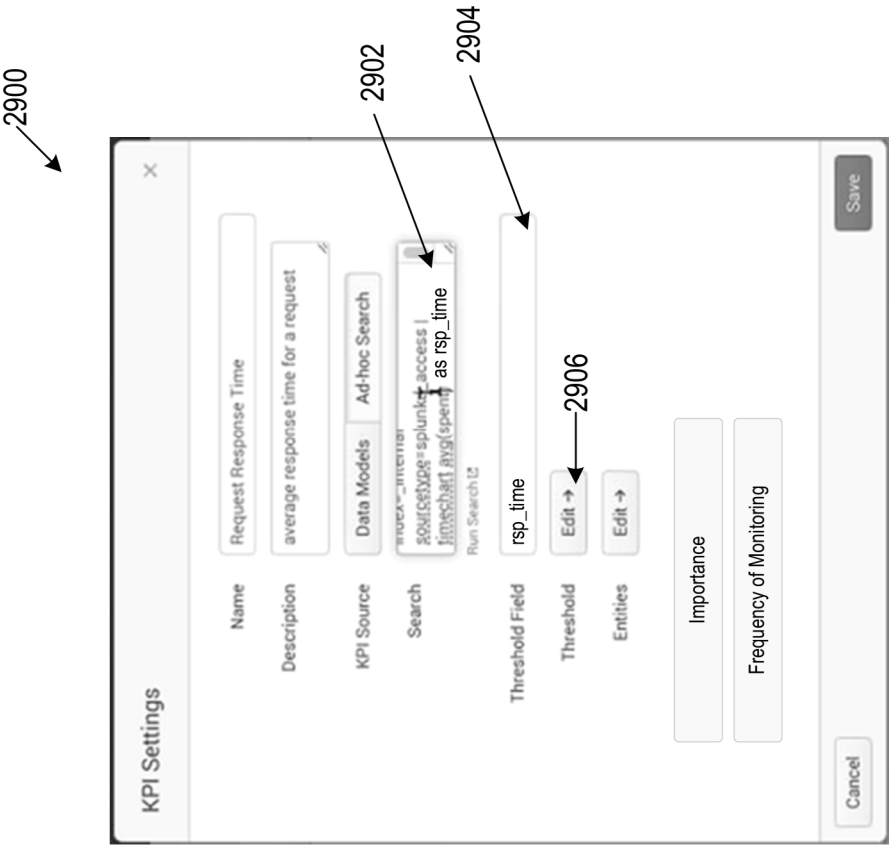 2900
KPI Settings ×
Name Request Response Time
Description average response time for a request
KPI Source Data Models Ad-hoc Search
Search index=_internal
sourcetype=splunkd_access |
timechart avg(spent) as rsp_time
2902
Run Search
Threshold Field rsp_time
2904
Threshold Edit →
2906
Entities Edit →
Importance
Frequency of Monitoring
Cancel Save